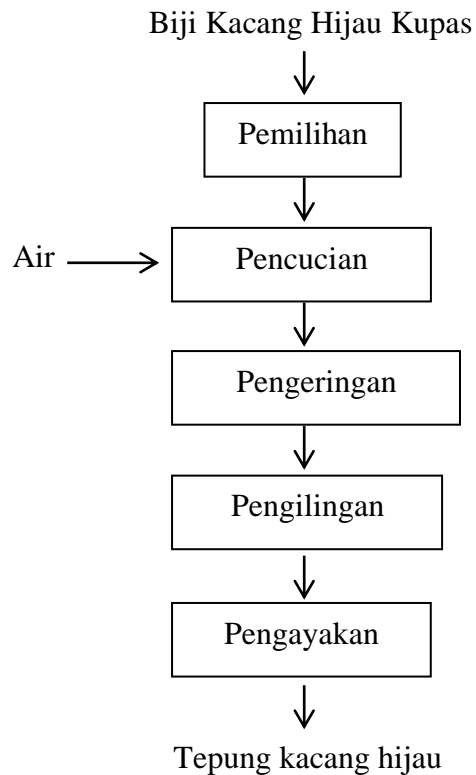 Biji Kacang Hijau Kupas
Pemilihan
Air
Pencucian
Pengeringan
Pengilingan
Pengayakan
Tepung kacang hijau